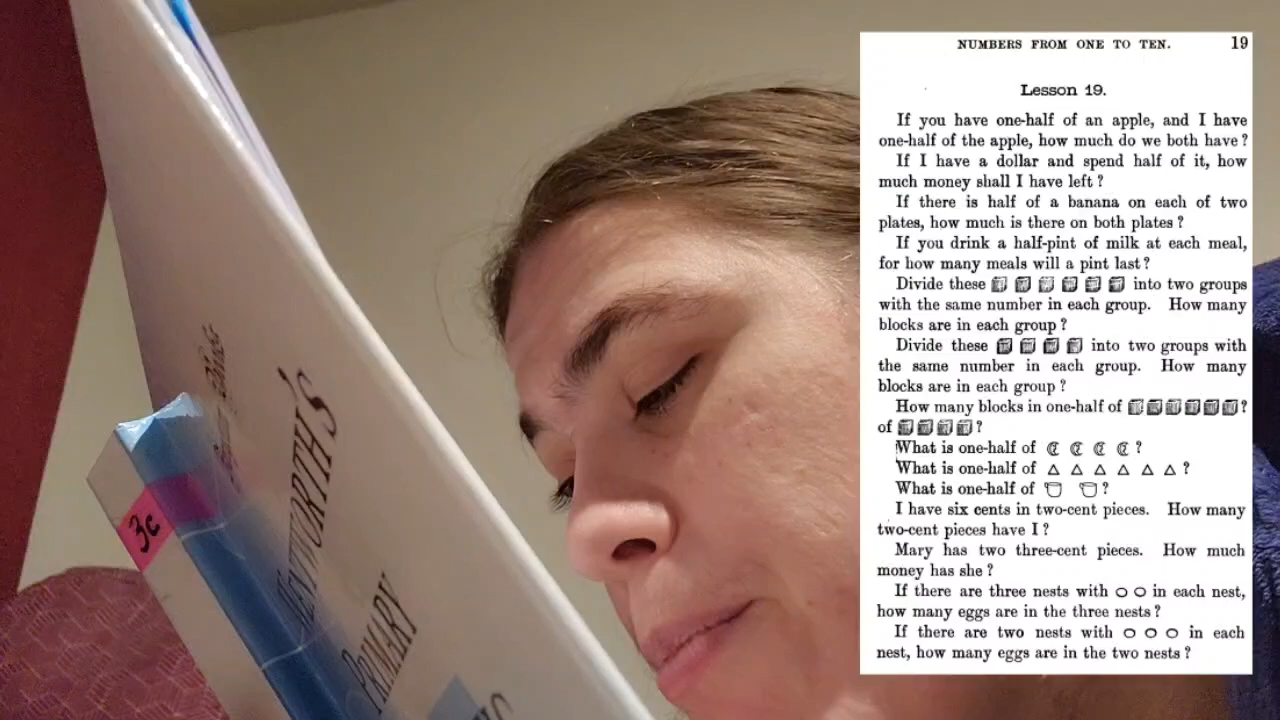 3c
WENTWORTH'S
PRIMARY
NUMBERS FROM ONE TO TEN. 19
Lesson 19.
If you have one-half of an apple, and I have
one-half of the apple, how much do we both have?
If I have a dollar and spend half of it, how
much money shall I have left?
If there is half of a banana on each of two
plates, how much is there on both plates?
If you drink a half-pint of milk at each meal,
for how many meals will a pint last?
Divide these into two groups
with the same number in each group. How many
blocks are in each group?
Divide these into two groups with
the same number in each group. How many
blocks are in each group?
How many blocks in one-half of ?
of ?
What is one-half of ?
What is one-half of ?
What is one-half of ?
I have six cents in two-cent pieces. How many
two-cent pieces have I?
Mary has two three-cent pieces. How much
money has she?
If there are three nests with in each nest,
how many eggs are in the three nests?
If there are two nests with in each
nest, how many eggs are in the two nests?